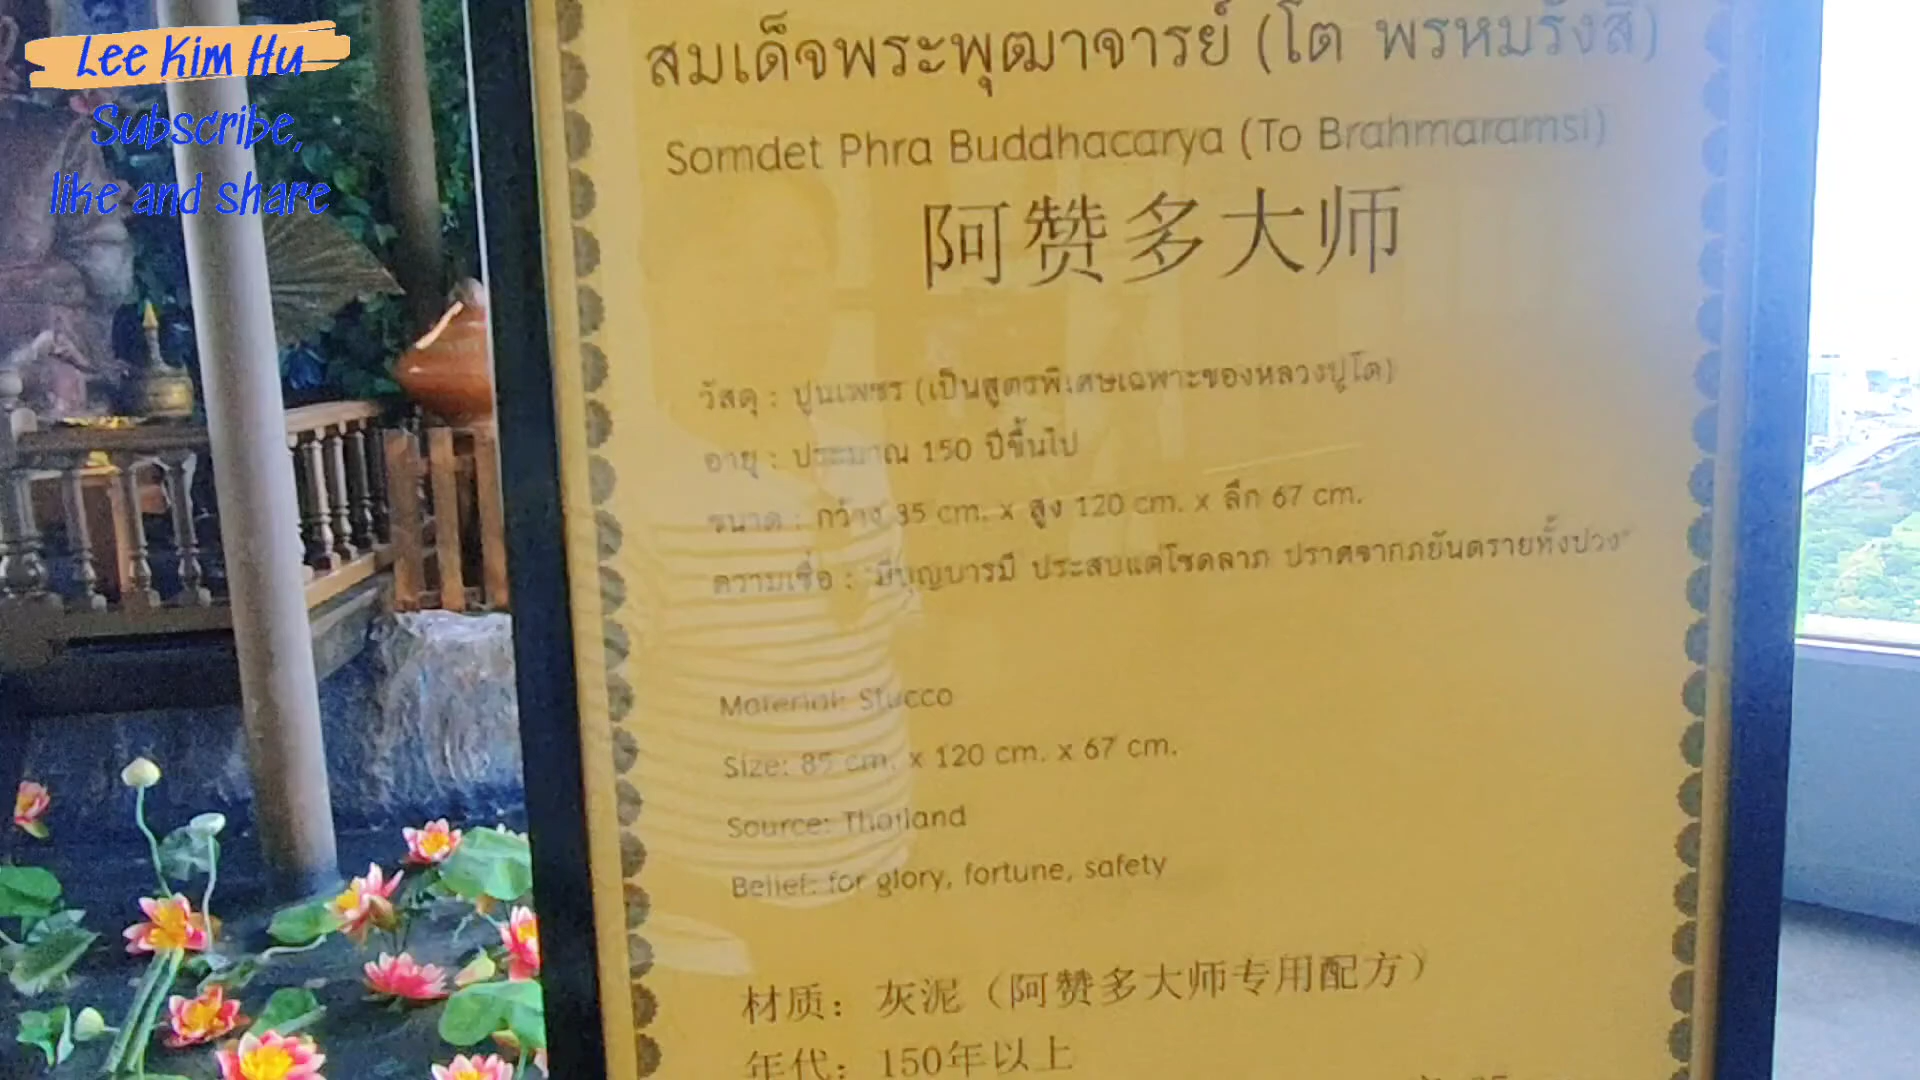 Lee Kim Hu
Subscribe,
like and share
สมเด็จพระพุฒาจารย์ (โต พรหมรังสี)
Somdet Phra Buddhacarya (To Brahmaramsi)
阿赞多大师
วัสดุ : ปูนเพชร (เป็นสูตรพิเศษเฉพาะของหลวงปู่โต)
อายุ : ประมาณ 150 ปีขึ้นไป
ขนาด : กว้าง 85 cm. x สูง 120 cm. x ลึก 67 cm.
ความเชื่อ : "มีบุญบารมี ประสบแต่โชคลาภ ปราศจากภยันตรายทั้งปวง"
Material: Stucco
Size: 85 cm. x 120 cm. x 67 cm.
Source: Thailand
Belief: for glory, fortune, safety
材质：灰泥（阿赞多大师专用配方）
年代：150年以上